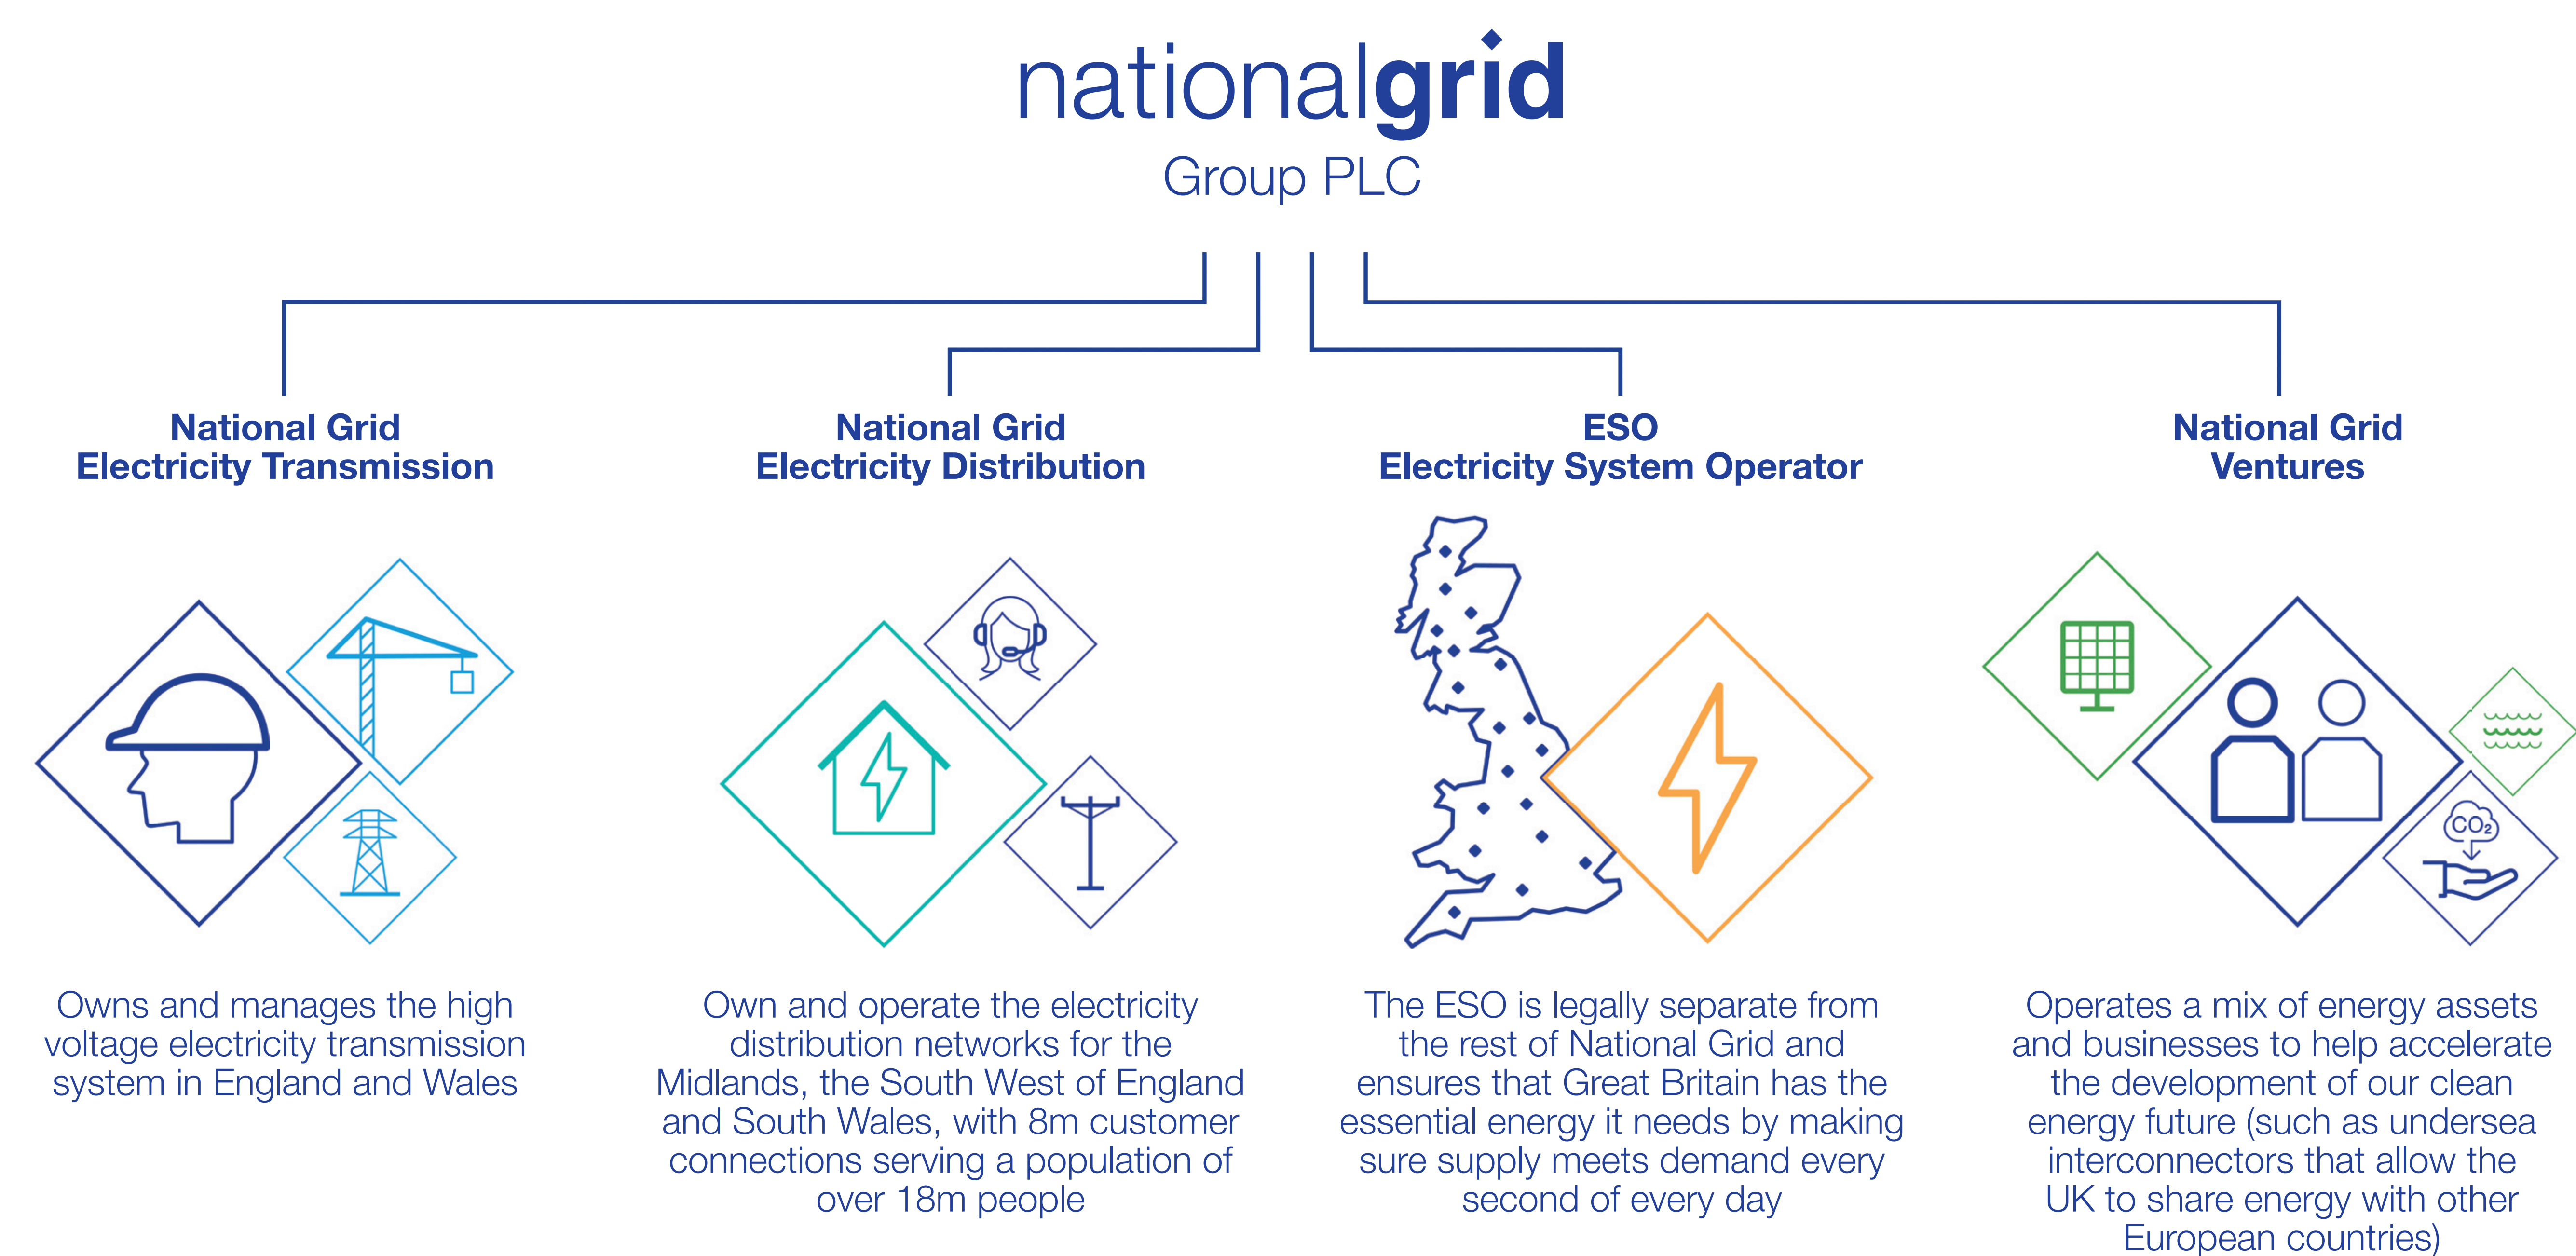 nationalgrid
Group PLC
National Grid
Electricity Transmission
Owns and manages the high
voltage electricity transmission
system in England and Wales
National Grid
Electricity Distribution
Own and operate the electricity
distribution networks for the
Midlands, the South West of England
and South Wales, with 8m customer
connections serving a population of
over 18m people
ESO
Electricity System Operator
The ESO is legally separate from
the rest of National Grid and
ensures that Great Britain has the
essential energy it needs by making
sure supply meets demand every
second of every day
National Grid
Ventures
CO₂
Operates a mix of energy assets
and businesses to help accelerate
the development of our clean
energy future (such as undersea
interconnectors that allow the
UK to share energy with other
European countries)